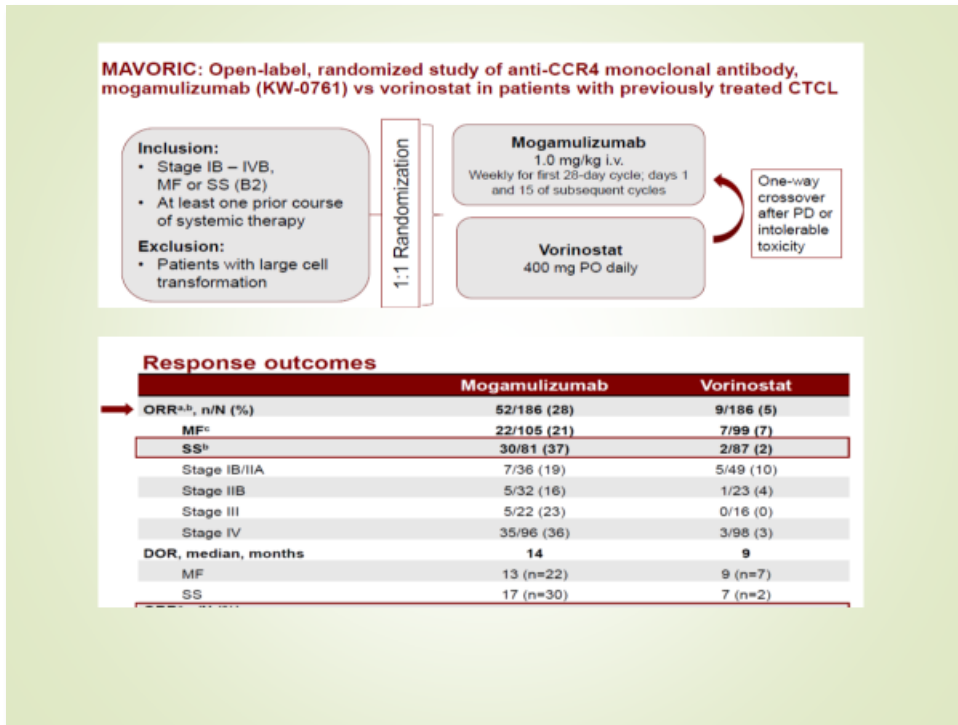 MAVORIC: Open-label, randomized study of anti-CCR4 monoclonal antibody,
mogamulizumab (KW-0761) vs vorinostat in patients with previously treated CTCL
Inclusion:
• Stage IB – IVB,
MF or SS (B2)
• At least one prior course
of systemic therapy
Exclusion:
• Patients with large cell
transformation
1:1 Randomization
Mogamulizumab
1.0 mg/kg i.v.
Weekly for first 28-day cycle; days 1
and 15 of subsequent cycles
Vorinostat
400 mg PO daily
One-way
crossover
after PD or
intolerable
toxicity
Response outcomes
Mogamulizumab Vorinostat
ORRᵃ,ᵇ, n/N (%) 52/186 (28) 9/186 (5)
MFᶜ 22/105 (21) 7/99 (7)
SSᵇ 30/81 (37) 2/87 (2)
Stage IB/IIA 7/36 (19) 5/49 (10)
Stage IIB 5/32 (16) 1/23 (4)
Stage III 5/22 (23) 0/16 (0)
Stage IV 35/96 (36) 3/98 (3)
DOR, median, months 14 9
MF 13 (n=22) 9 (n=7)
SS 17 (n=30) 7 (n=2)